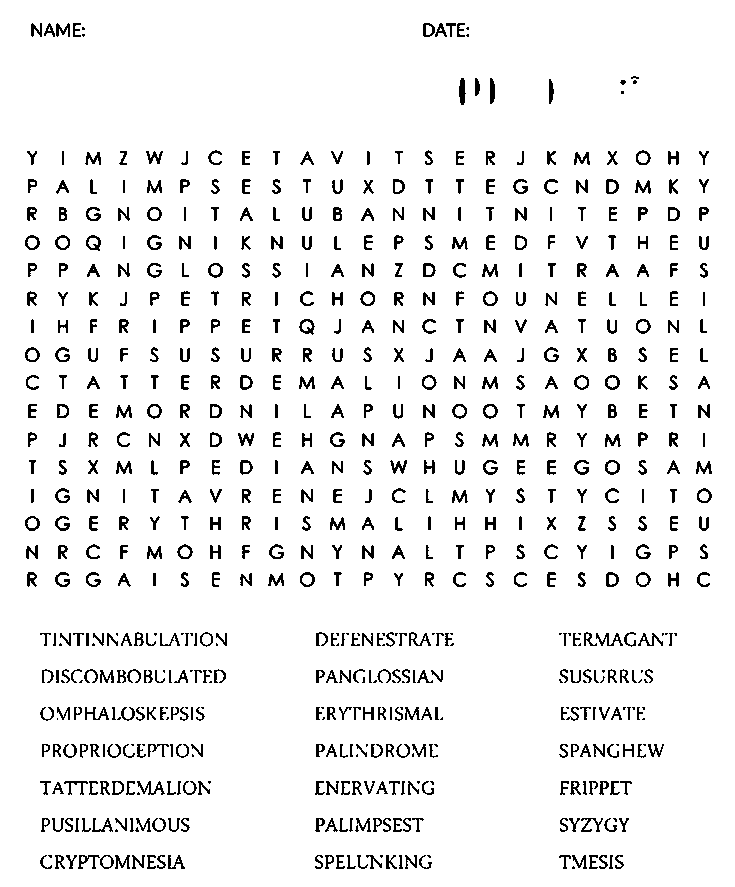 NAME: DATE:
Y I M Z W J C E T A V I T S E R J K M X O H Y
P A L I M P S E S T U X D T T E G C N D M K Y
R B G N O I T A L U B A N N I T N I T E P D P
O O Q I G N I K N U L E P S M E D F V T H E U
P P A N G L O S S I A N Z D C M I T R A A F S
R Y K J P E T R I C H O R N F O U N E L L E I
I H F R I P P E T Q J A N C T N V A T U O N L
O G U F S U S U R R U S X J A A J G X B S E L
C T A T T E R D E M A L I O N M S A O O K S A
E D E M O R D N I L A P U N O O T M Y B E T N
P J R C N X D W E H G N A P S M M R Y M P R I
T S X M L P E D I A N S W H U G E E G O S A M
I G N I T A V R E N E J C L M Y S T Y C I T O
O G E R Y T H R I S M A L I H H I X Z S S E U
N R C F M O H F G N Y N A L T P S C Y I G P S
R G G A I S E N M O T P Y R C S C E S D O H C
TINTINNABULATION DEFENESTRATE TERMAGANT
DISCOMBOBULATED PANGLOSSIAN SUSURRUS
OMPHALOSKEPSIS ERYTHRISMAL ESTIVATE
PROPRIOCEPTION PALINDROME SPANGHEW
TATTERDEMALION ENERVATING FRIPPET
PUSILLANIMOUS PALIMPSEST SYZYGY
CRYPTOMNESIA SPELUNKING TMESIS